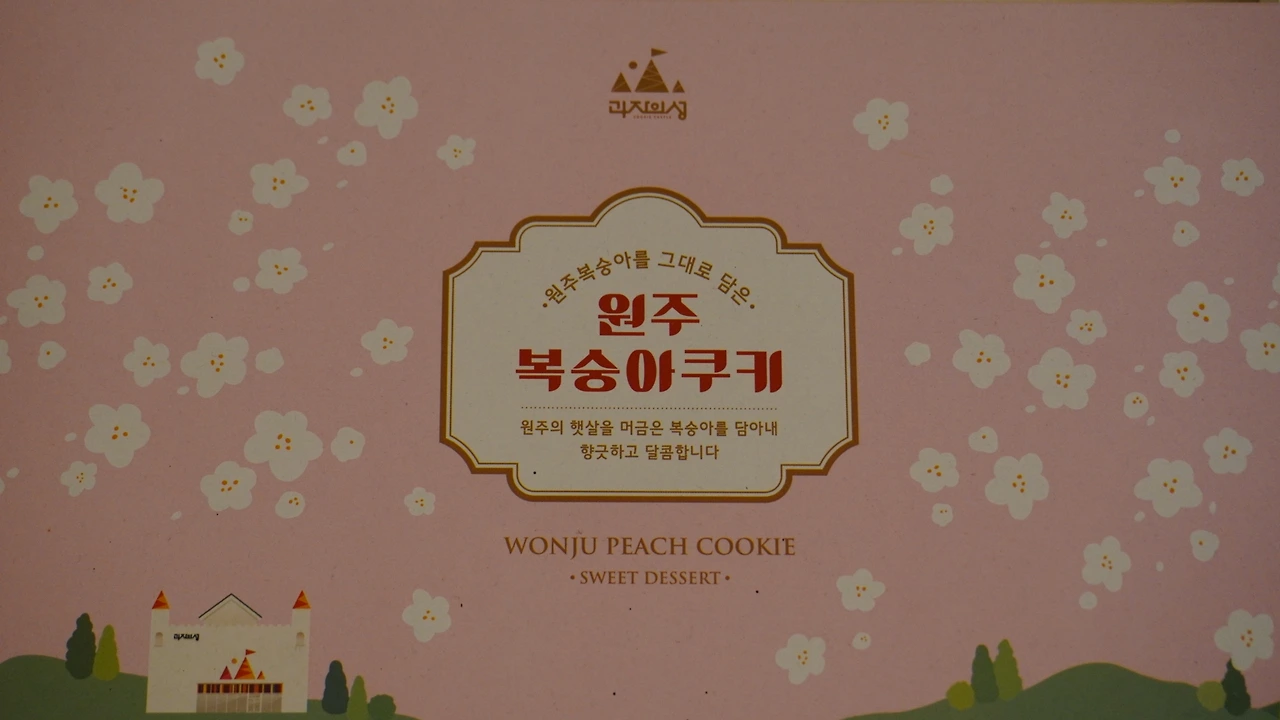 과자의성
·원주복숭아를 그대로 담은·
원주
복숭아쿠키
원주의 햇살을 머금은 복숭아를 담아내
향긋하고 달콤합니다
WONJU PEACH COOKIE
·SWEET DESSERT·
과자의성